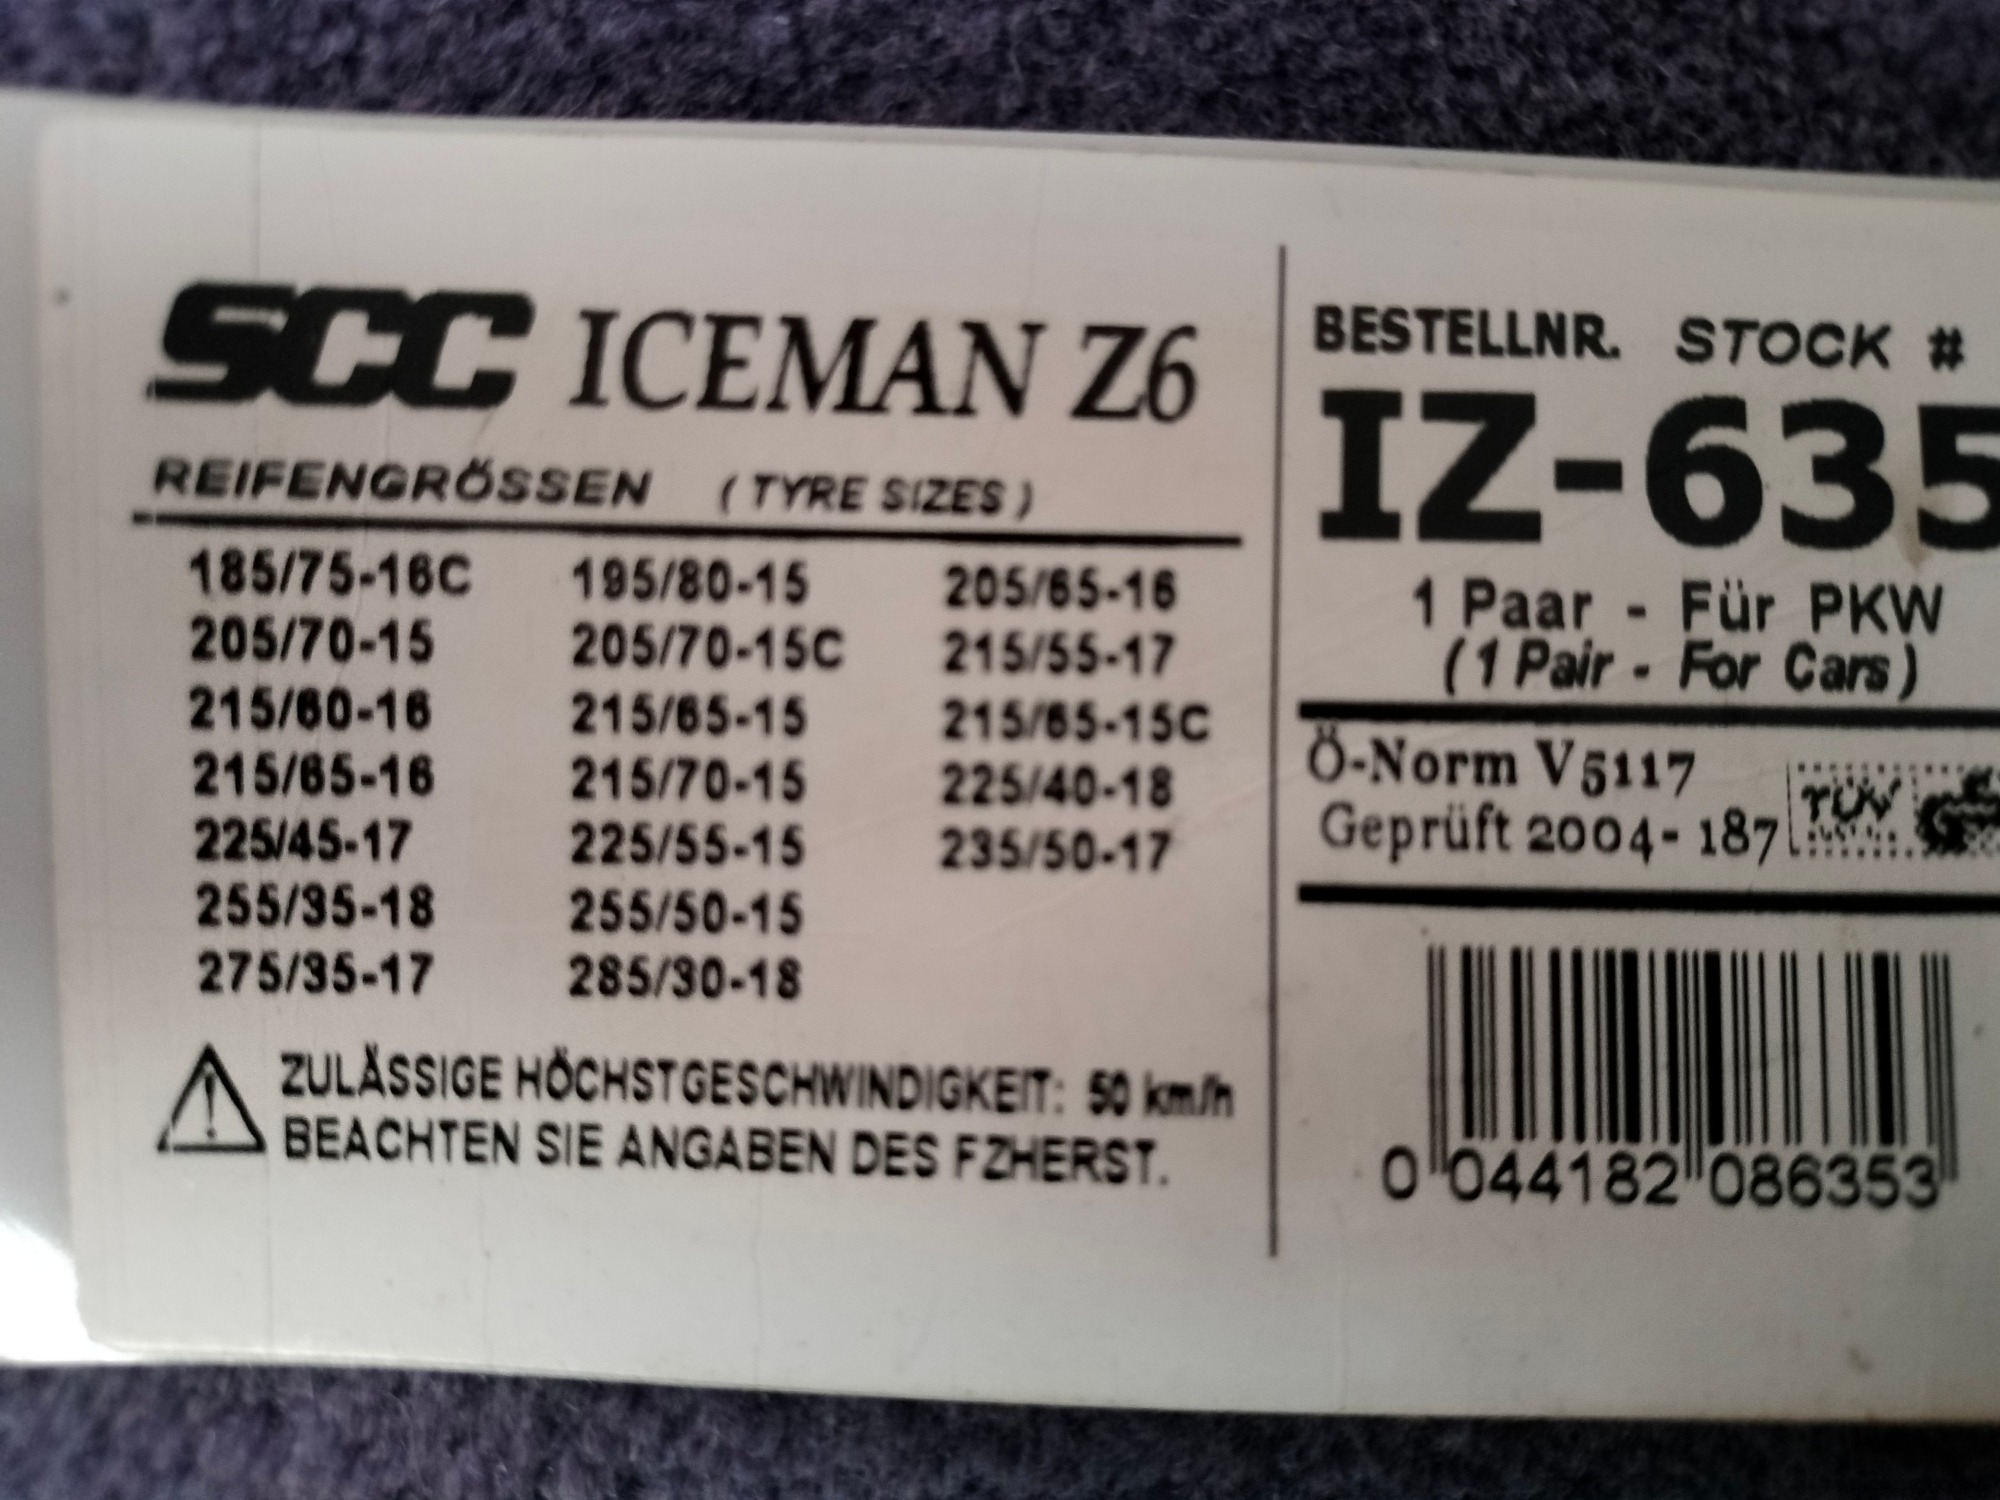 SCC ICEMAN Z6
REIFENGRÖSSEN (TYRE SIZES)
185/75-16C 195/80-15 205/65-16
205/70-15 205/70-15C 215/55-17
215/60-16 215/65-15 215/65-15C
215/65-16 215/70-15 225/40-18
225/45-17 225/55-15 235/50-17
255/35-18 255/50-15
275/35-17 285/30-18
ZULÄSSIGE HÖCHSTGESCHWINDIGKEIT: 50 km/h
BEACHTEN SIE ANGABEN DES FZHERST.
BESTELLNR. STOCK #
IZ-635
1 Paar - Für PKW
(1 Pair - For Cars)
Ö-Norm V5117
Geprüft 2004-187
TÜV
0 044182 086353